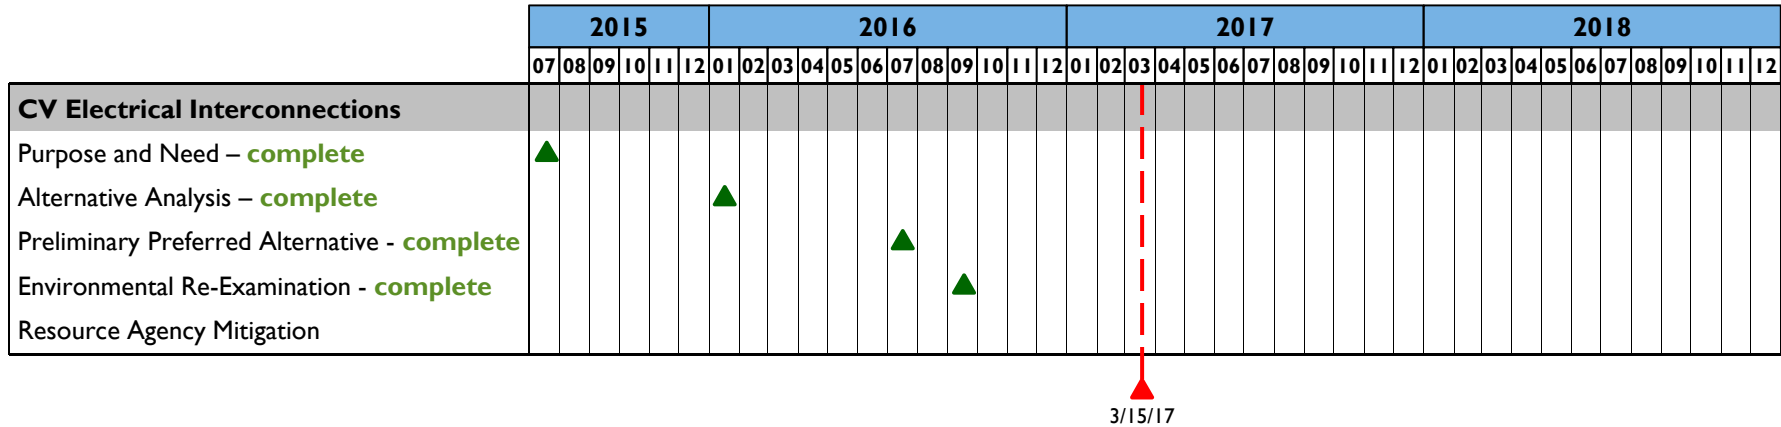 2015 2016 2017 2018
07 08 09 10 11 12 01 02 03 04 05 06 07 08 09 10 11 12 01 02 03 04 05 06 07 08 09 10 11 12 01 02 03 04 05 06 07 08 09 10 11 12
CV Electrical Interconnections
Purpose and Need – complete
Alternative Analysis – complete
Preliminary Preferred Alternative - complete
Environmental Re-Examination - complete
Resource Agency Mitigation
3/15/17